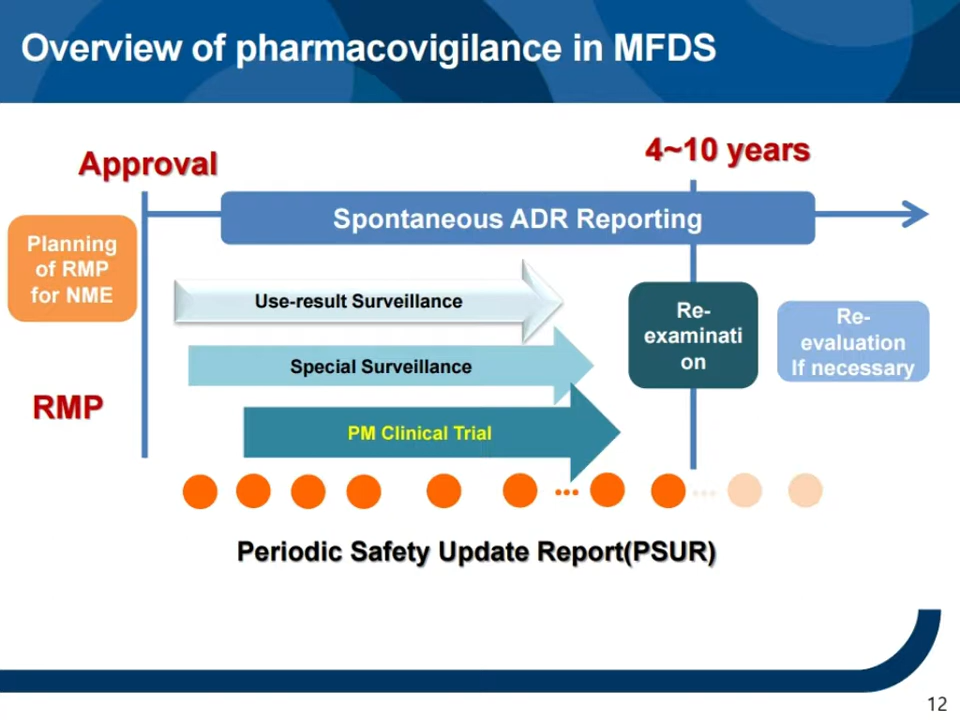 Overview of pharmacovigilance in MFDS
Approval
4~10 years
Spontaneous ADR Reporting
Planning
of RMP
for NME
Use-result Surveillance
Re-
examinati
on
Re-
evaluation
If necessary
Special Surveillance
RMP
PM Clinical Trial
Periodic Safety Update Report(PSUR)
12